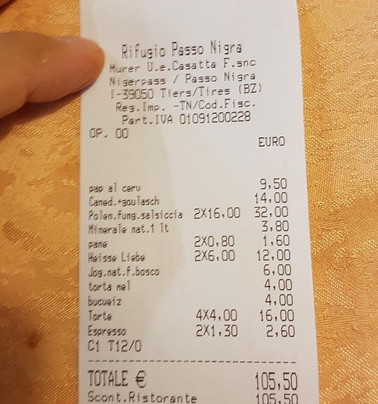 Rifugio Passo Nigra
Murer U.e.Casatta F.snc
Nigerpass / Passo Nigra
I-39050 Tiers/Tires (BZ)
Reg.Imp. -TN/Cod.Fisc.
Part.IVA 01091200228
OP. 00
EURO
pap al cerv 9,50
Caned.+goulasch 14,00
Polen.fung.salsiccia 2X16,00 32,00
Minerale nat.1 lt 3,80
pane 2X0,80 1,60
Heisse Liebe 2X6,00 12,00
Jog.nat.f.bosco 6,00
torta mel 4,00
bucweiz 4,00
Torte 4X4,00 16,00
Espresso 2X1,30 2,60
C1 T12/0
TOTALE € 105,50
Scont.Ristorante 105,50